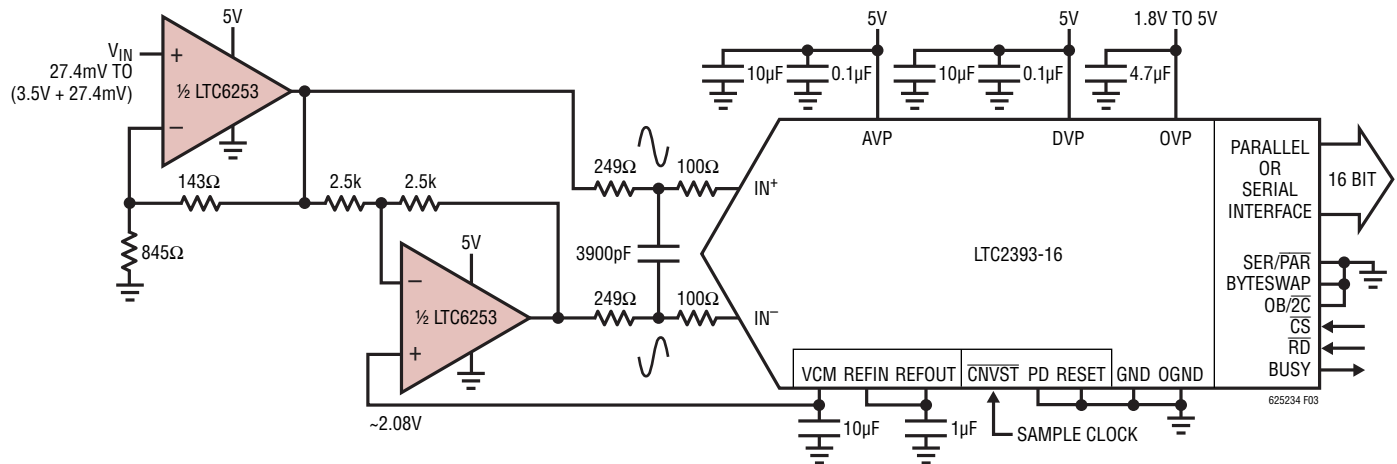 5V
VIN
27.4mV TO
(3.5V + 27.4mV)
+
½ LTC6253
–
143Ω
845Ω
2.5k
2.5k
5V
–
½ LTC6253
+
~2.08V
249Ω
100Ω
3900pF
249Ω
100Ω
5V
10µF
0.1µF
5V
10µF
0.1µF
1.8V TO 5V
4.7µF
AVP
DVP
OVP
IN+
IN–
LTC2393-16
PARALLEL
OR
SERIAL
INTERFACE
16 BIT
SER/PAR
BYTESWAP
OB/2C
CS
RD
BUSY
VCM REFIN REFOUT CNVST PD RESET GND OGND
10µF
1µF
SAMPLE CLOCK
625234 F03